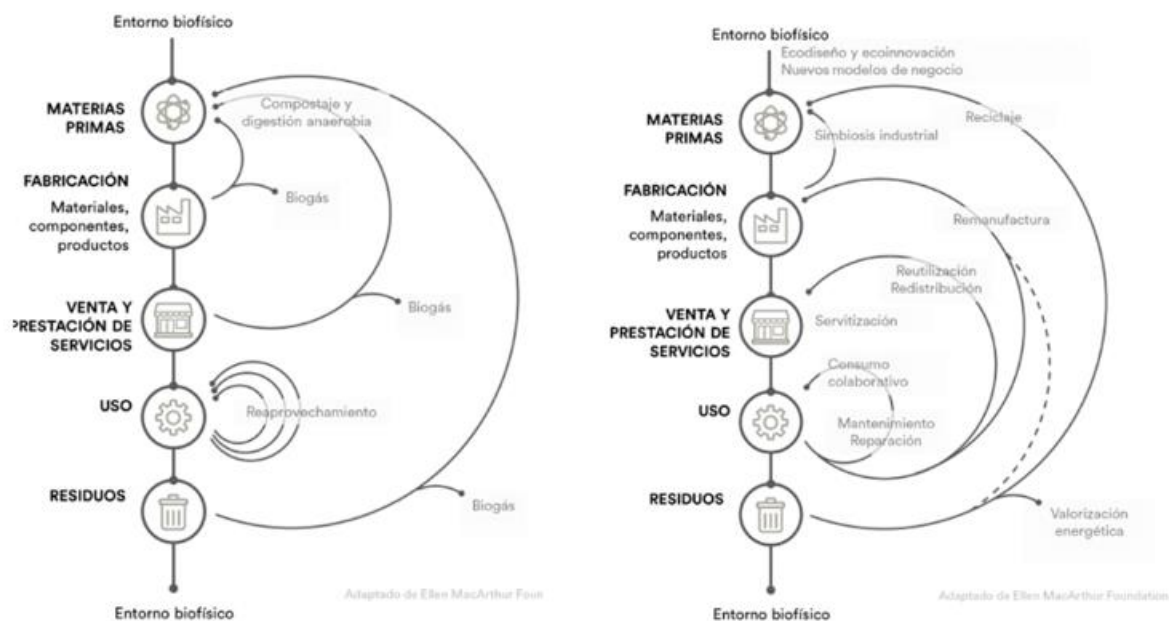 Entorno biofísico
MATERIAS
PRIMAS
Compostaje y
digestión anaerobia
FABRICACIÓN
Materiales,
componentes,
productos
Biogás
VENTA Y
PRESTACIÓN DE
SERVICIOS
Biogás
USO
Reaprovechamiento
RESIDUOS
Biogás
Adaptado de Ellen MacArthur Foun
Entorno biofísico
Entorno biofísico
Ecodiseño y ecoinnovación
Nuevos modelos de negocio
MATERIAS
PRIMAS
Reciclaje
Simbiosis industrial
FABRICACIÓN
Materiales,
componentes,
productos
Remanufactura
Reutilización
Redistribución
VENTA Y
PRESTACIÓN DE
SERVICIOS
Servitización
Consumo
colaborativo
USO
Mantenimiento
Reparación
RESIDUOS
Valorización
energética
Adaptado de Ellen MacArthur Foundation
Entorno biofísico